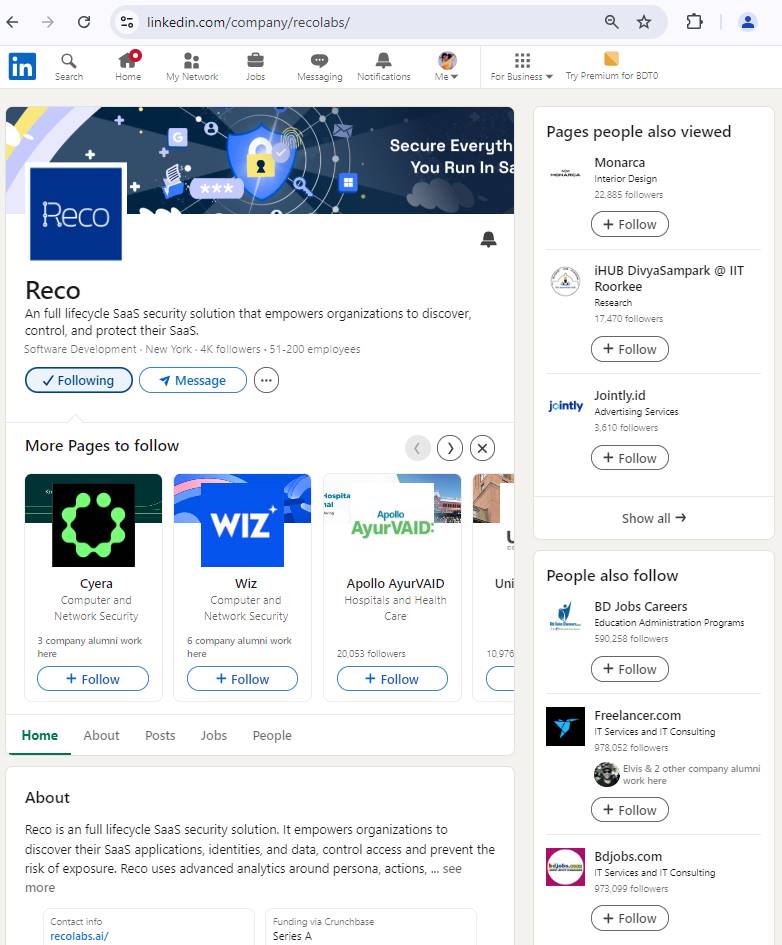 linkedin.com/company/recolabs/
in
Search
Home
My Network
Jobs
Messaging
Notifications
Me
For Business
Try Premium for BDT0
Secure Everyth
You Run In Sa
G
***
Reco
Reco
An full lifecycle SaaS security solution that empowers organizations to discover,
control, and protect their SaaS.
Software Development · New York · 4K followers · 51-200 employees
Following
Message
More Pages to follow
Cyera
Computer and
Network Security
3 company alumni work
here
+ Follow
WIZ
Wiz
Computer and
Network Security
6 company alumni work
here
+ Follow
Apollo
AyurVAID:
Apollo AyurVAID
Hospitals and Health
Care
20,053 followers
+ Follow
Uni
10,976
Home
About
Posts
Jobs
People
About
Reco is an full lifecycle SaaS security solution. It empowers organizations to
discover their SaaS applications, identities, and data, control access and prevent the
risk of exposure. Reco uses advanced analytics around persona, actions, ... see
more
Contact info
recolabs.ai/
Funding via Crunchbase
Series A
Pages people also viewed
MONARCA
Monarca
Interior Design
22,885 followers
+ Follow
iHUB DivyaSampark @ IIT
Roorkee
Research
17,470 followers
+ Follow
jointly
Jointly.id
Advertising Services
3,610 followers
+ Follow
Show all →
People also follow
BD Jobs Careers
Education Administration Programs
590,258 followers
+ Follow
Freelancer.com
IT Services and IT Consulting
978,052 followers
Elvis & 2 other company alumni
work here
+ Follow
bdjobs.com
Bdjobs.com
IT Services and IT Consulting
973,099 followers
+ Follow